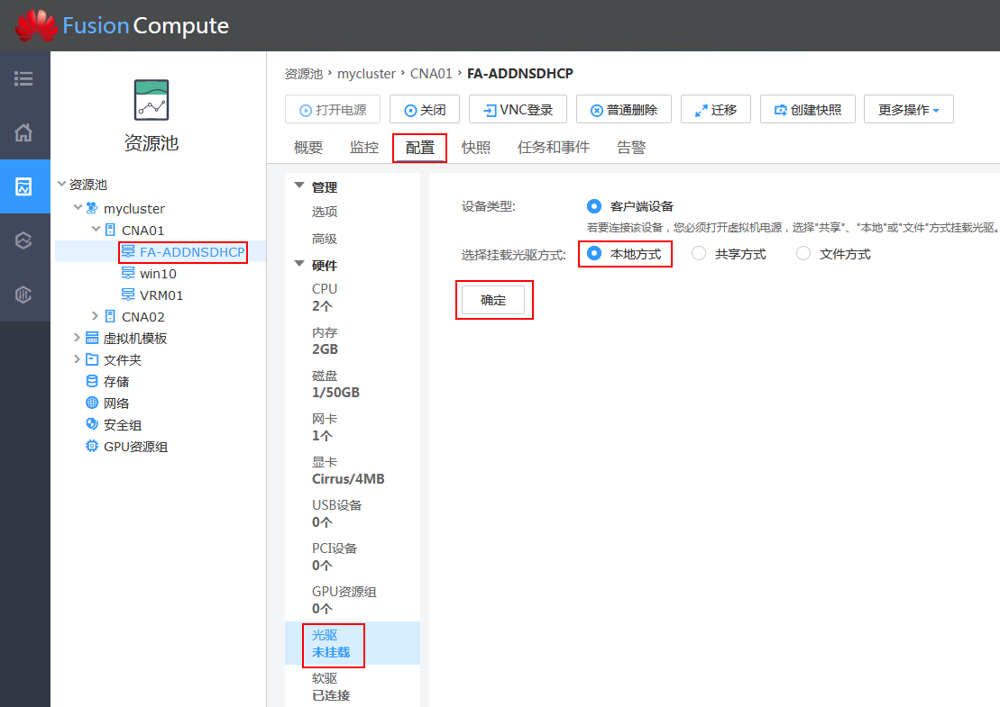 FusionCompute
资源池
资源池
mycluster
CNA01
FA-ADDNSDHCP
win10
VRM01
CNA02
虚拟机模板
文件夹
存储
网络
安全组
GPU资源组
资源池 › mycluster › CNA01 › FA-ADDNSDHCP
打开电源 关闭 VNC登录 普通删除 迁移 创建快照 更多操作
概要 监控 配置 快照 任务和事件 告警
管理
选项
高级
硬件
CPU
2个
内存
2GB
磁盘
1/50GB
网卡
1个
显卡
Cirrus/4MB
USB设备
0个
PCI设备
0个
GPU资源组
0个
光驱
未挂载
软驱
已连接
设备类型: 客户端设备
若要连接该设备，您必须打开虚拟机电源，选择"共享"、"本地"或"文件"方式挂载光驱。
选择挂载光驱方式: 本地方式 共享方式 文件方式
确定